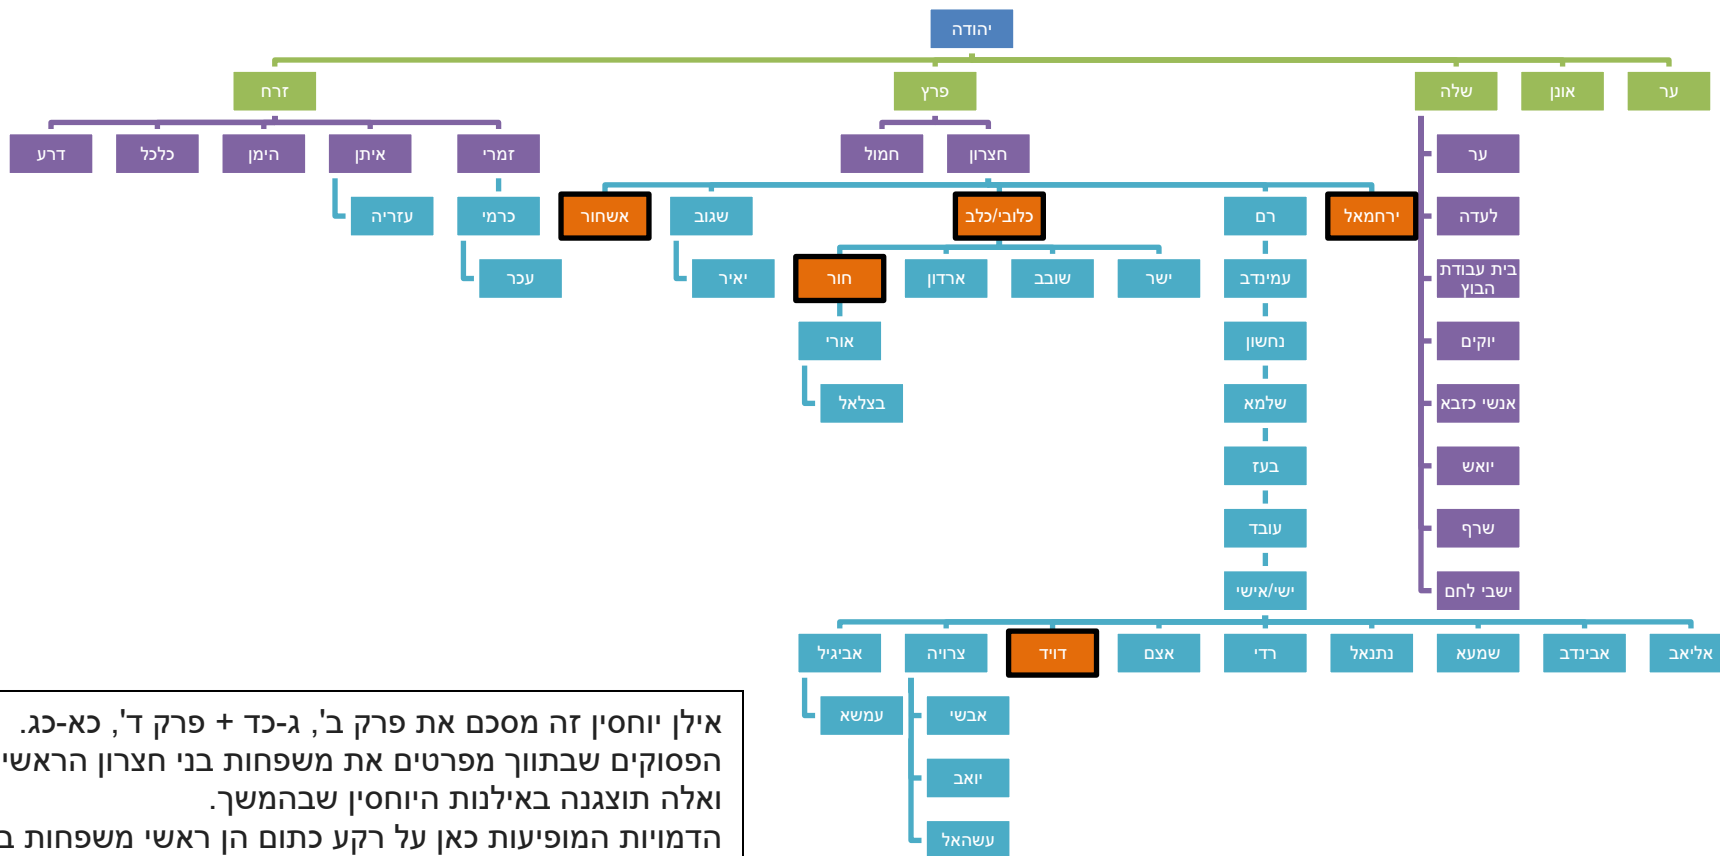 יהודה
ער
אונן
שלה
פרץ
זרח
ער
חצרון
חמול
זמרי
איתן
הימן
כלכל
דרע
לעדה
ירחמאל
רם
כלובי/כלב
שגוב
אשחור
כרמי
עזריה
בית עבודת
הבוץ
עמינדב
ישר
שובב
ארדון
חור
יאיר
עכר
יוקים
נחשון
אורי
אנשי כזבא
שלמא
בצלאל
יואש
בעז
שרף
עובד
ישבי לחם
ישי/אישי
אליאב
אבינדב
שמעא
נתנאל
רדי
אצם
דויד
צרויה
אביגיל
אבשי
עמשא
יואב
עשהאל
אילן יוחסין זה מסכם את פרק ב', ג-כד + פרק ד', כא-כג.
הפסוקים שבתווך מפרטים את משפחות בני חצרון הראשי
ואלה תוצגנה באילנות היוחסין שבהמשך.
הדמויות המופיעות כאן על רקע כתום הן ראשי משפחות ב